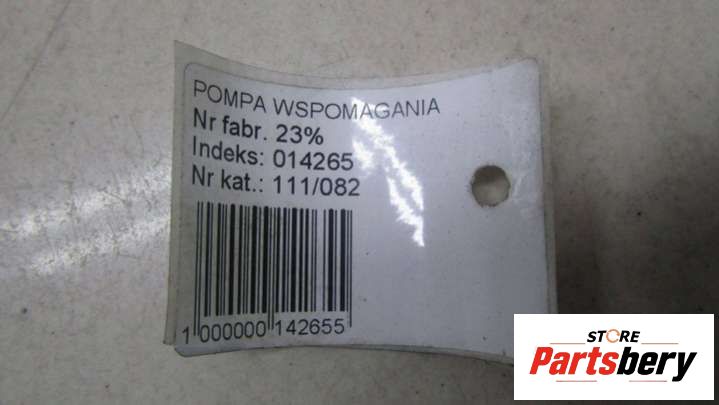 POMPA WSPOMAGANIA
Nr fabr. 23%
Indeks: 014265
Nr kat.: 111/082
1 000000 142655
STORE
Partsbery